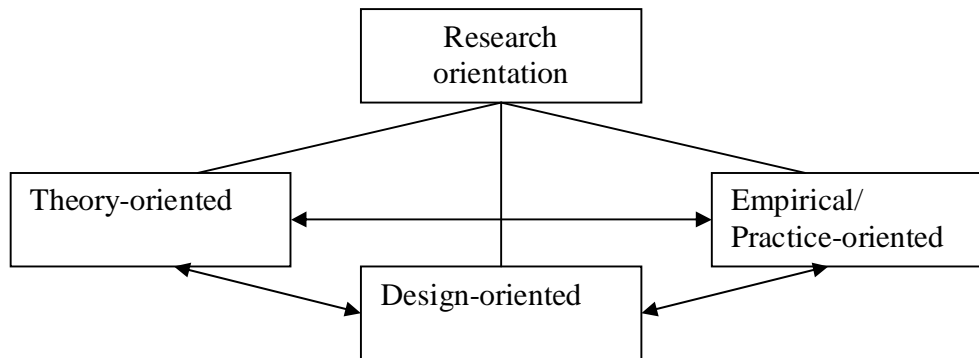 Research
orientation
Theory-oriented
Empirical/
Practice-oriented
Design-oriented